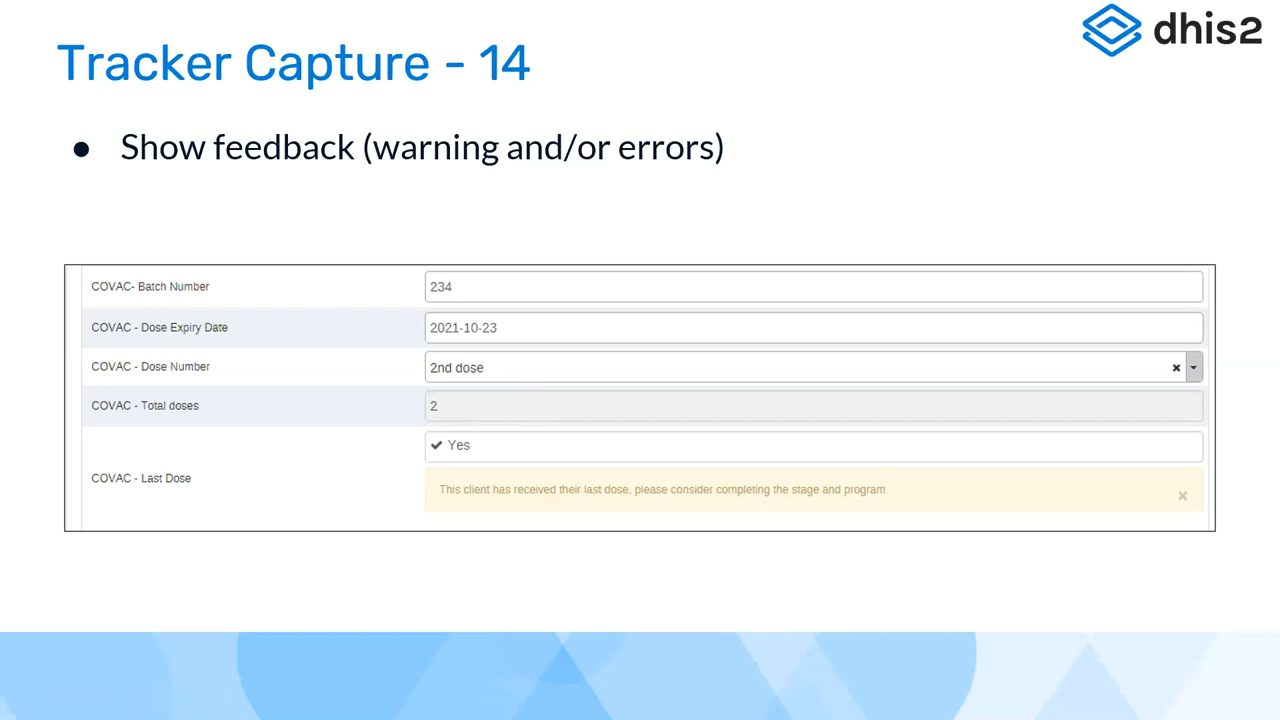 dhis2
Tracker Capture - 14
● Show feedback (warning and/or errors)
COVAC- Batch Number 234
COVAC - Dose Expiry Date 2021-10-23
COVAC - Dose Number 2nd dose
COVAC - Total doses 2
Yes
COVAC - Last Dose
This client has received their last dose, please consider completing the stage and program.